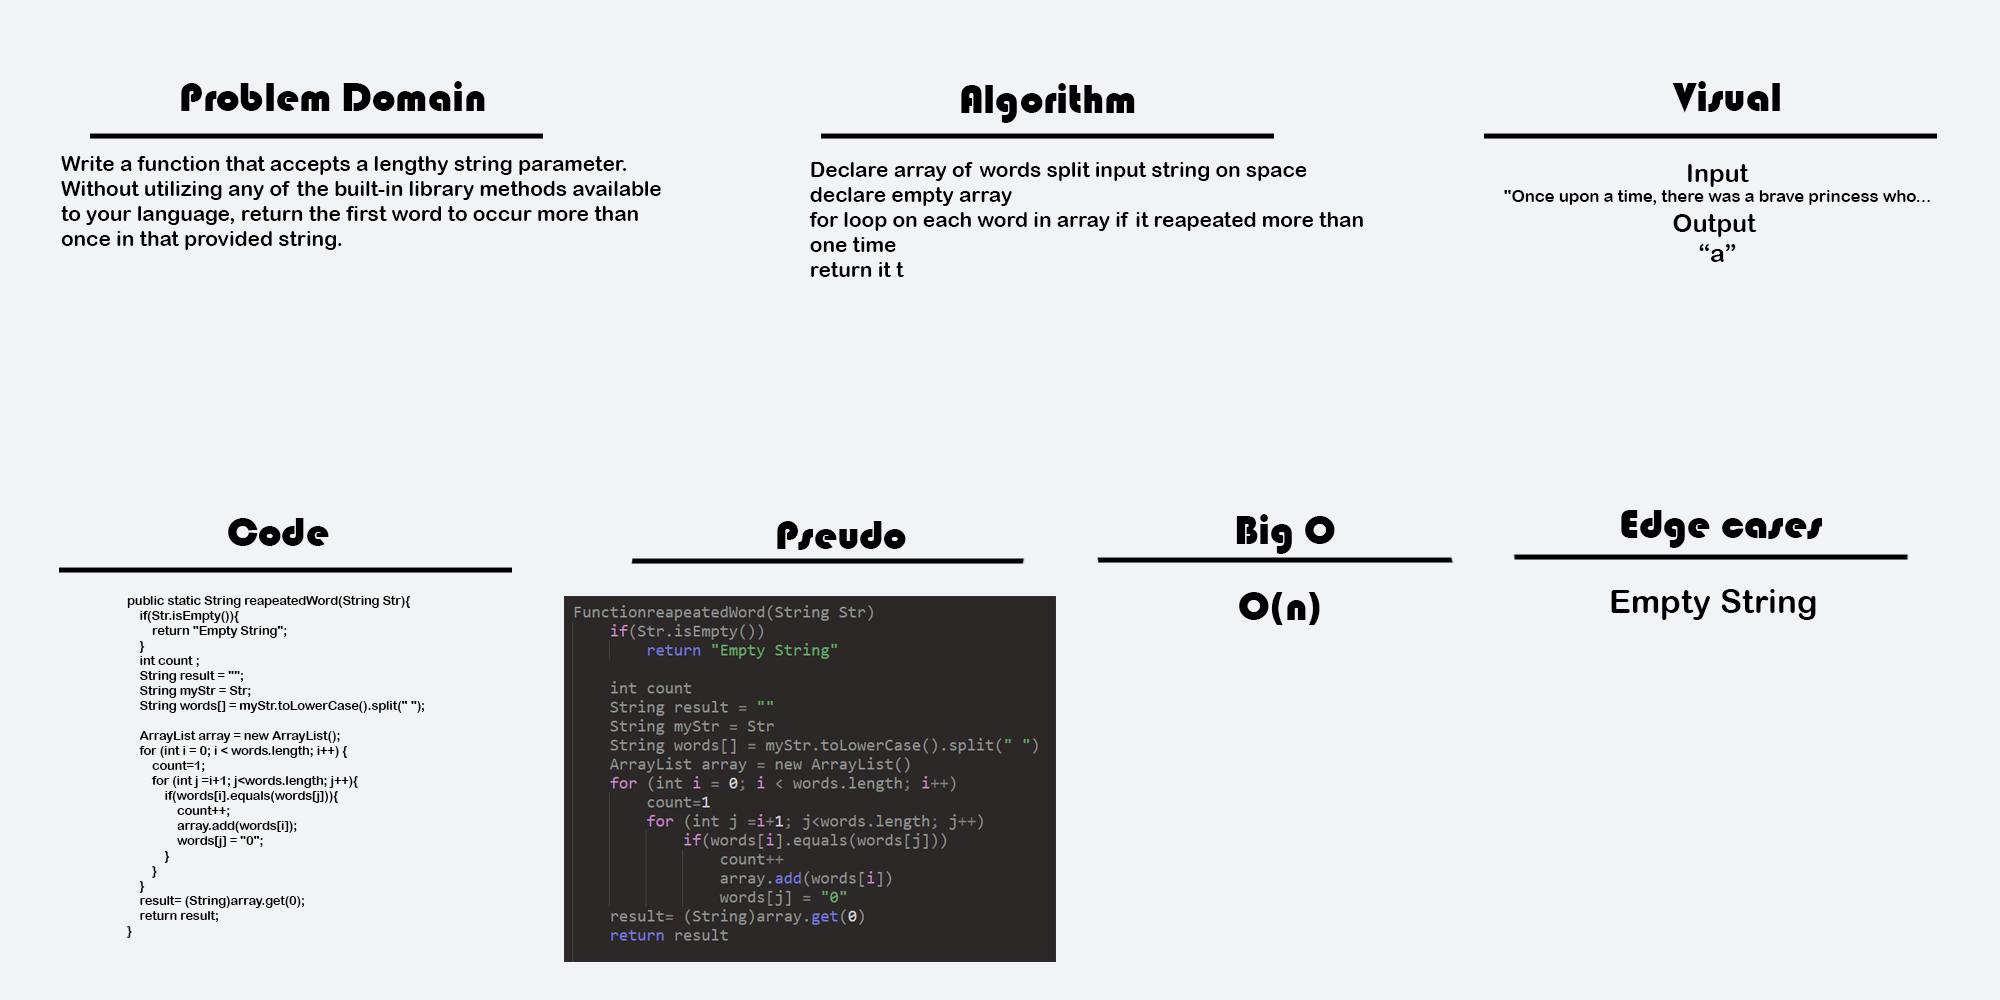 Problem Domain
Write a function that accepts a lengthy string parameter.
Without utilizing any of the built-in library methods available
to your language, return the first word to occur more than
once in that provided string.
Algorithm
Declare array of words split input string on space
declare empty array
for loop on each word in array if it reapeated more than
one time
return it t
Visual
Input
"Once upon a time, there was a brave princess who...
Output
“a”
Code
public static String reapeatedWord(String Str){
if(Str.isEmpty()){
return "Empty String";
}
int count ;
String result = "";
String myStr = Str;
String words[] = myStr.toLowerCase().split(" ");
ArrayList array = new ArrayList();
for (int i = 0; i < words.length; i++) {
count=1;
for (int j =i+1; j<words.length; j++){
if(words[i].equals(words[j])){
count++;
array.add(words[i]);
words[j] = "0";
}
}
}
result= (String)array.get(0);
return result;
}
Pseudo
FunctionreapeatedWord(String Str)
if(Str.isEmpty())
return "Empty String"
int count
String result = ""
String myStr = Str
String words[] = myStr.toLowerCase().split(" ")
ArrayList array = new ArrayList()
for (int i = 0; i < words.length; i++)
count=1
for (int j =i+1; j<words.length; j++)
if(words[i].equals(words[j]))
count++
array.add(words[i])
words[j] = "0"
result= (String)array.get(0)
return result
Big O
O(n)
Edge cases
Empty String